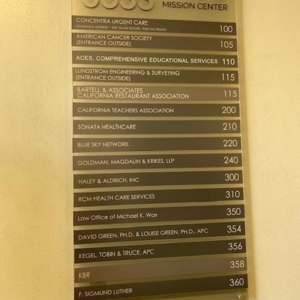 MISSION CENTER
CONCENTRA URGENT CARE 100
AMERICAN CANCER SOCIETY
(ENTRANCE OUTSIDE) 105
ACES, COMPREHENSIVE EDUCATIONAL SERVICES 110
LUNDSTROM ENGINEERING & SURVEYING
(ENTRANCE OUTSIDE) 115
BARTELL & ASSOCIATES
CALIFORNIA RESTAURANT ASSOCIATION 115
CALIFORNIA TEACHERS ASSOCIATION 200
SONATA HEALTHCARE 210
BLUE SKY NETWORK 220
GOLDMAN, MAGDALIN & KRIKES, LLP 240
HALEY & ALDRICH, INC 300
RCM HEALTH CARE SERVICES 310
Law Office of Michael K. Wax 350
DAVID GREEN, PH.D. & LOUISE GREEN, PH.D., APC 354
KEGEL, TOBIN & TRUCE, APC 356
KBR 358
F. SIGMUND LUTHER 360